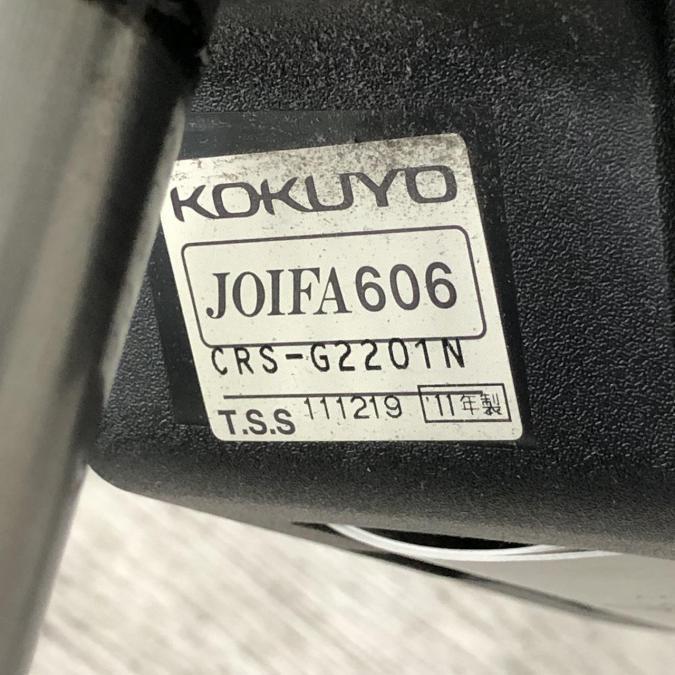 KOKUYO
JOIFA606
CRS-G2201N
T.S.S 111219 '11年製